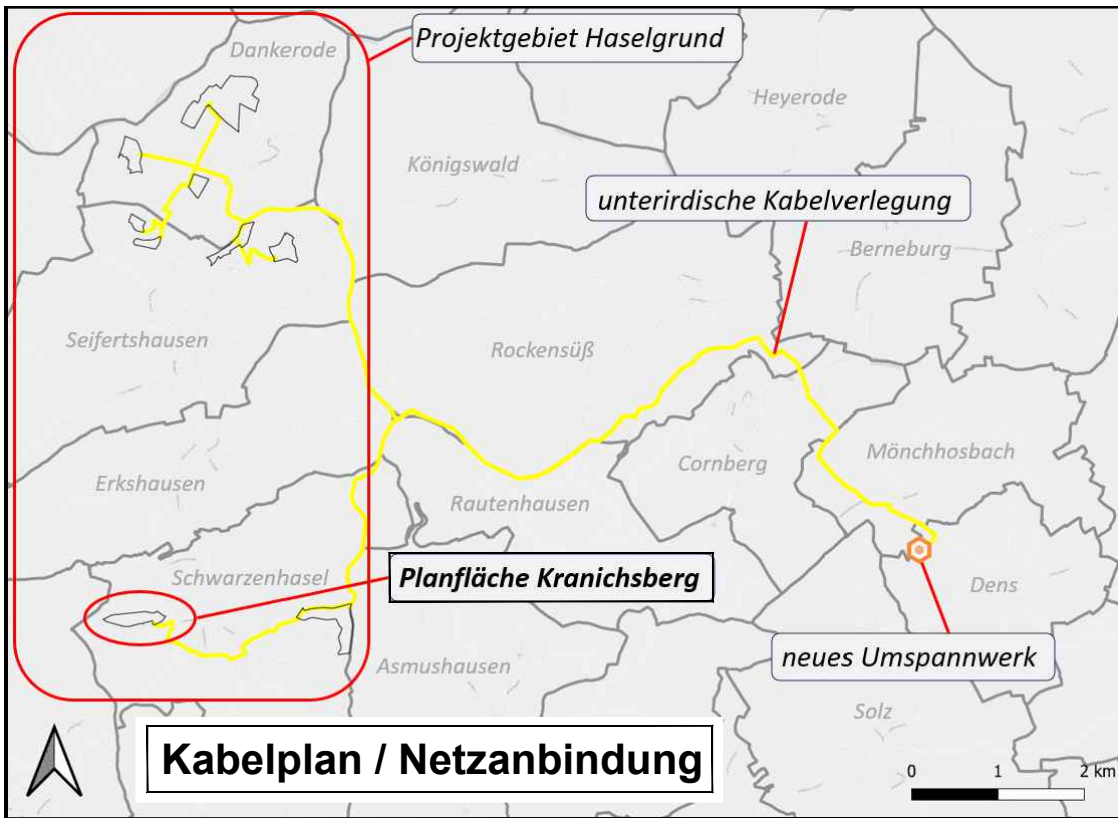 Projektgebiet Haselgrund
Dankerode
Heyerode
Königswald
unterirdische Kabelverlegung
Berneburg
Seifertshausen
Rockensüß
Mönchhosbach
Cornberg
Erkshausen
Rautenhausen
Schwarzenhasel
Planfläche Kranichsberg
Dens
Asmushausen
neues Umspannwerk
Solz
Kabelplan / Netzanbindung
0 1 2 km